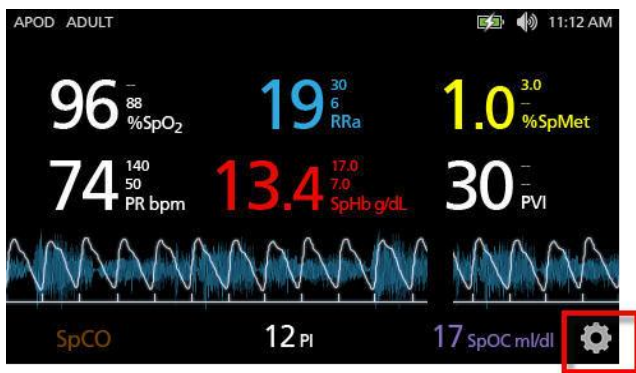 APOD ADULT 11:12 AM
96 – 88 %SpO₂ 19 30 6 RRa 1.0 3.0 – %SpMet
74 140 50 PR bpm 13.4 17.0 7.0 SpHb g/dL 30 – – PVI
SpCO 12 PI 17 SpOC ml/dl